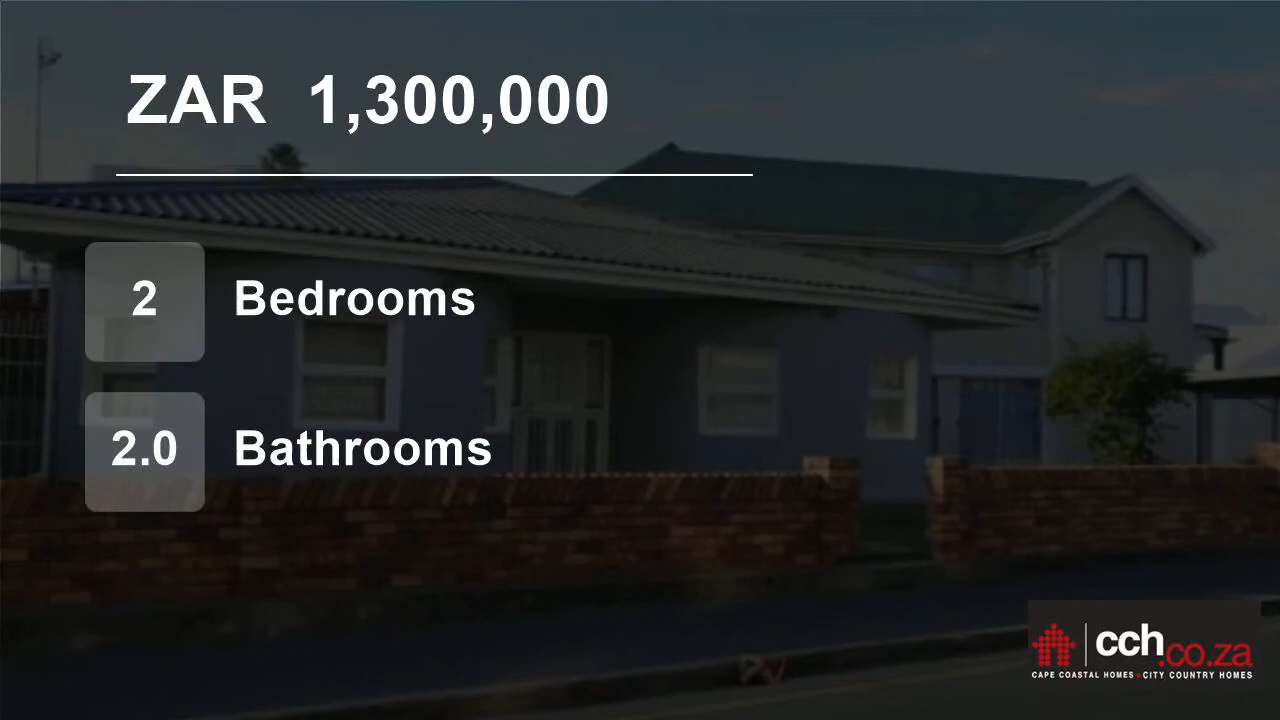 ZAR 1,300,000
2 Bedrooms
2.0 Bathrooms
cch.co.za
CAPE COASTAL HOMES CITY COUNTRY HOMES